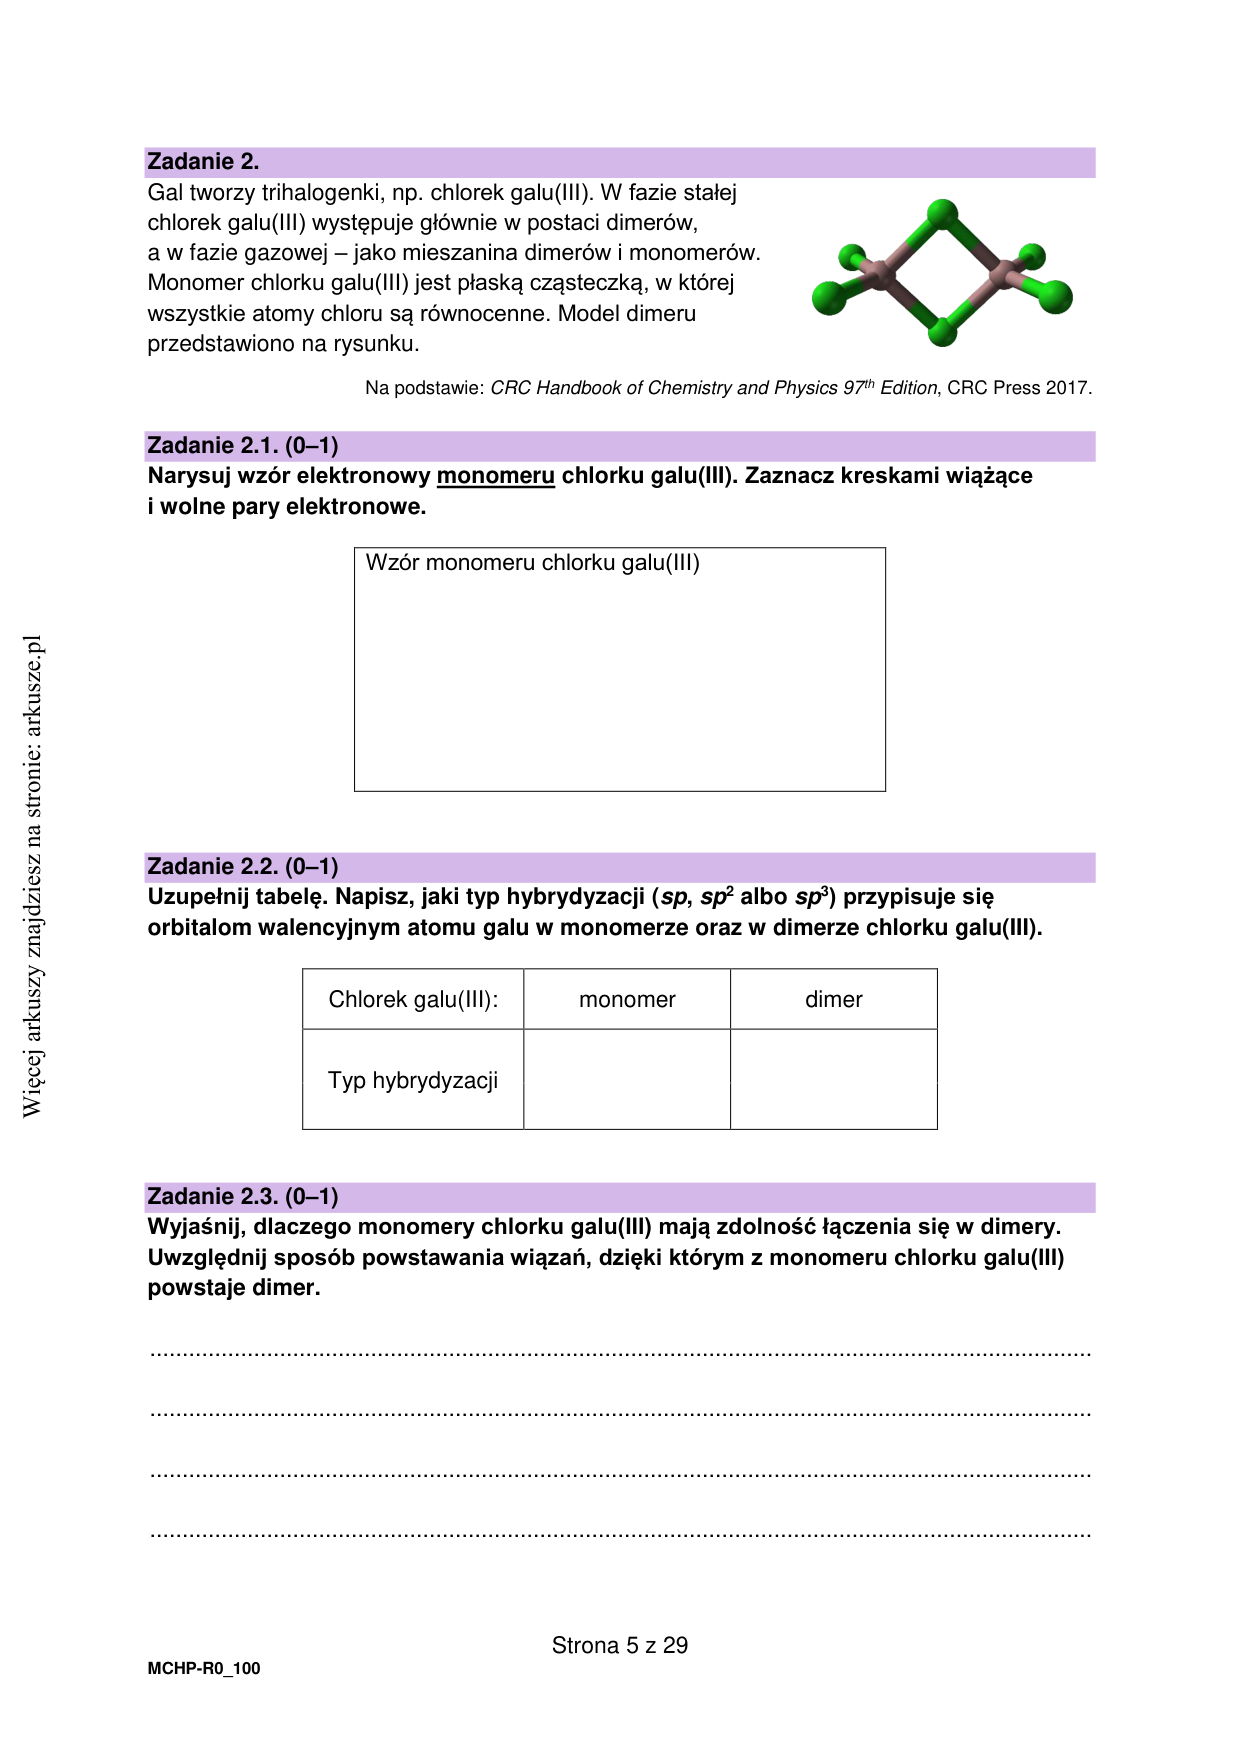 Zadanie 2.
Gal tworzy trihalogenki, np. chlorek galu(III). W fazie stałej
chlorek galu(III) występuje głównie w postaci dimerów,
a w fazie gazowej – jako mieszanina dimerów i monomerów.
Monomer chlorku galu(III) jest płaską cząsteczką, w której
wszystkie atomy chloru są równocenne. Model dimeru
przedstawiono na rysunku.
Na podstawie: CRC Handbook of Chemistry and Physics 97th Edition, CRC Press 2017.
Zadanie 2.1. (0–1)
Narysuj wzór elektronowy monomeru chlorku galu(III). Zaznacz kreskami wiążące
i wolne pary elektronowe.
Wzór monomeru chlorku galu(III)
Zadanie 2.2. (0–1)
Uzupełnij tabelę. Napisz, jaki typ hybrydyzacji (sp, sp² albo sp³) przypisuje się
orbitalom walencyjnym atomu galu w monomerze oraz w dimerze chlorku galu(III).
Chlorek galu(III): monomer dimer
Typ hybrydyzacji
Zadanie 2.3. (0–1)
Wyjaśnij, dlaczego monomery chlorku galu(III) mają zdolność łączenia się w dimery.
Uwzględnij sposób powstawania wiązań, dzięki którym z monomeru chlorku galu(III)
powstaje dimer.
Strona 5 z 29
MCHP-R0_100
Więcej arkuszy znajdziesz na stronie: arkusze.pl